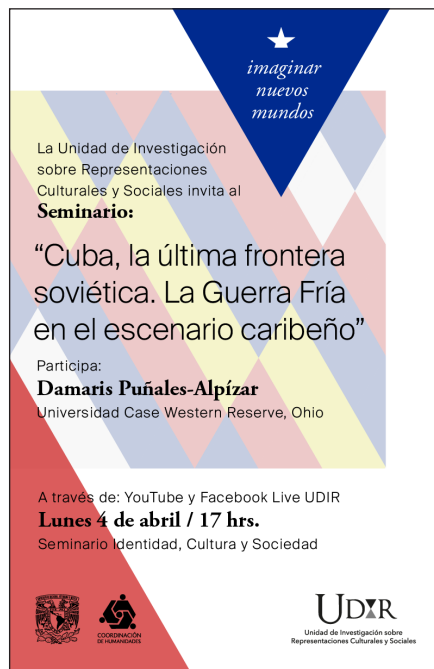 imaginar
nuevos
mundos
La Unidad de Investigación
sobre Representaciones
Culturales y Sociales invita al
Seminario:
“Cuba, la última frontera
soviética. La Guerra Fría
en el escenario caribeño”
Participa:
Damaris Puñales-Alpízar
Universidad Case Western Reserve, Ohio
A través de: YouTube y Facebook Live UDIR
Lunes 4 de abril / 17 hrs.
Seminario Identidad, Cultura y Sociedad
COORDINACIÓN
DE HUMANIDADES
UDIR
Unidad de Investigación sobre
Representaciones Culturales y Sociales